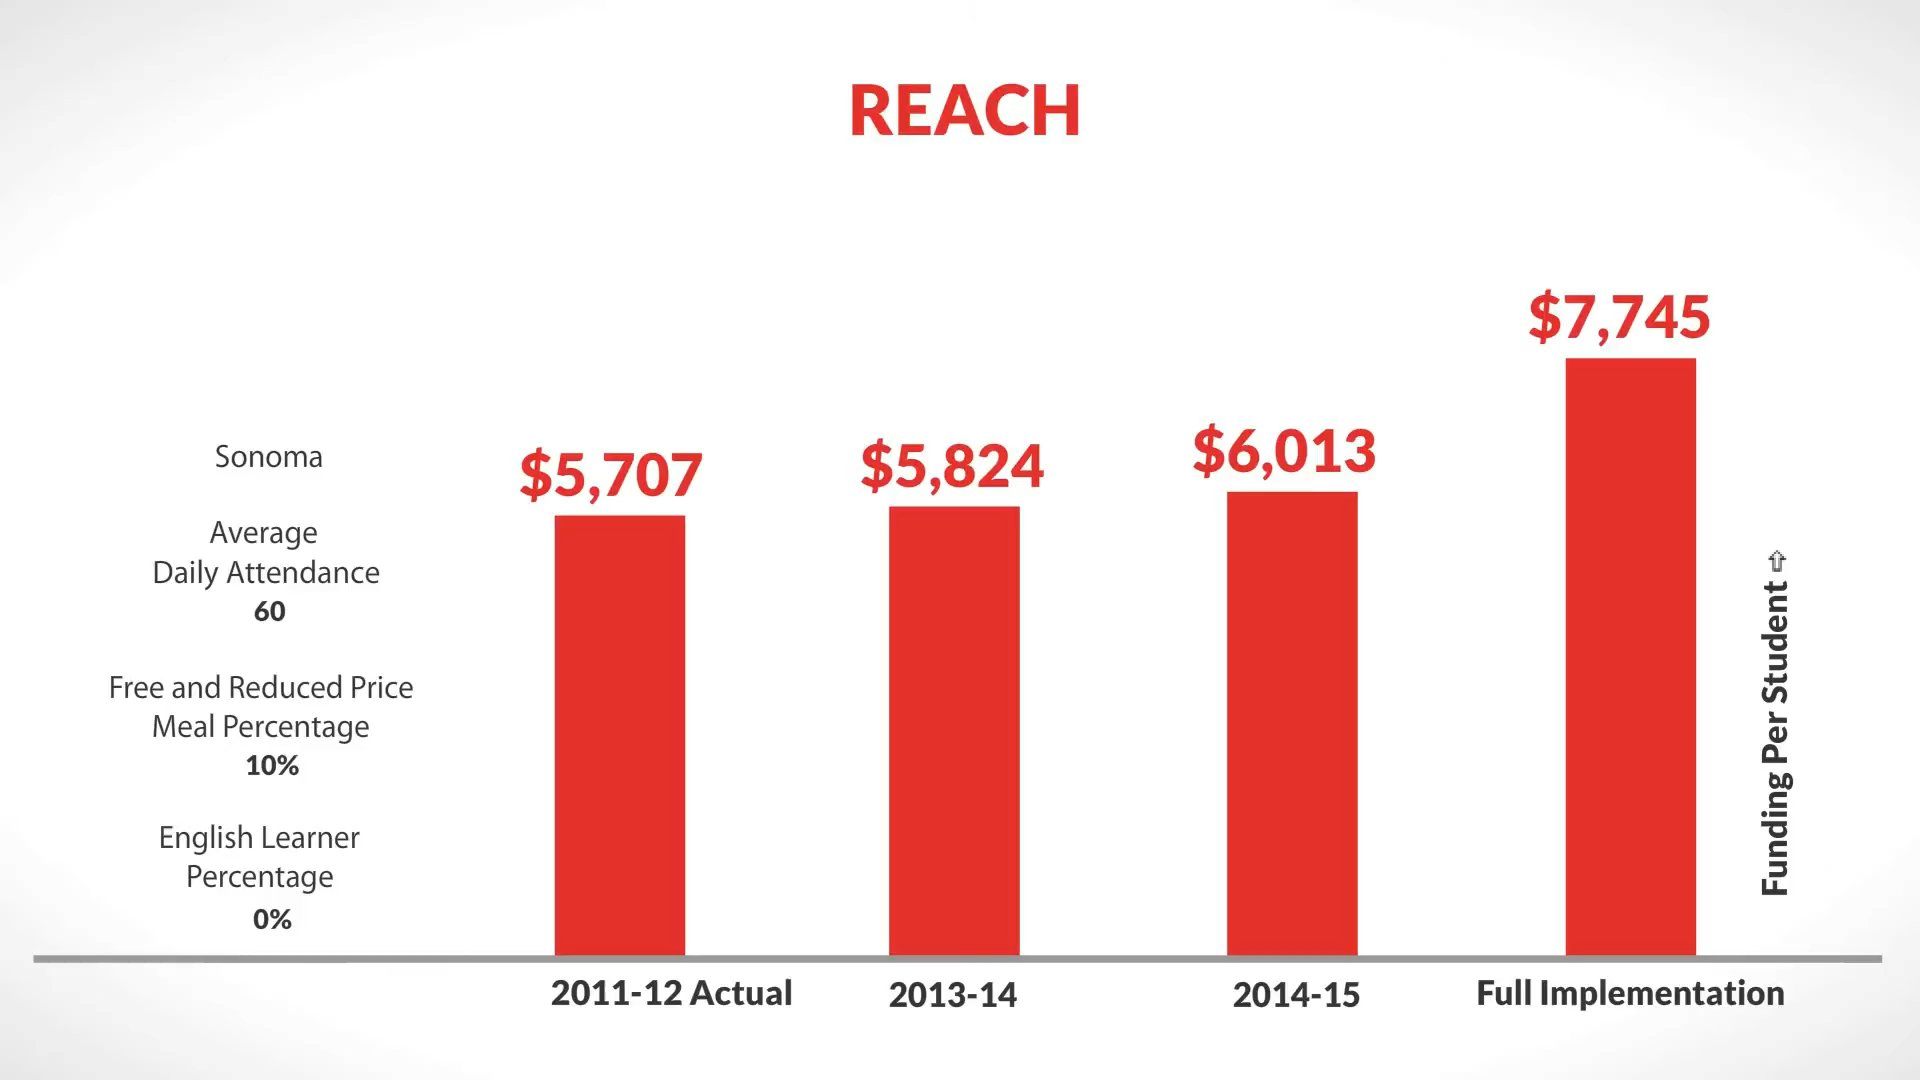 REACH
Sonoma
Average
Daily Attendance
60
Free and Reduced Price
Meal Percentage
10%
English Learner
Percentage
0%
$5,707
$5,824
$6,013
$7,745
Funding Per Student ⇧
2011-12 Actual
2013-14
2014-15
Full Implementation